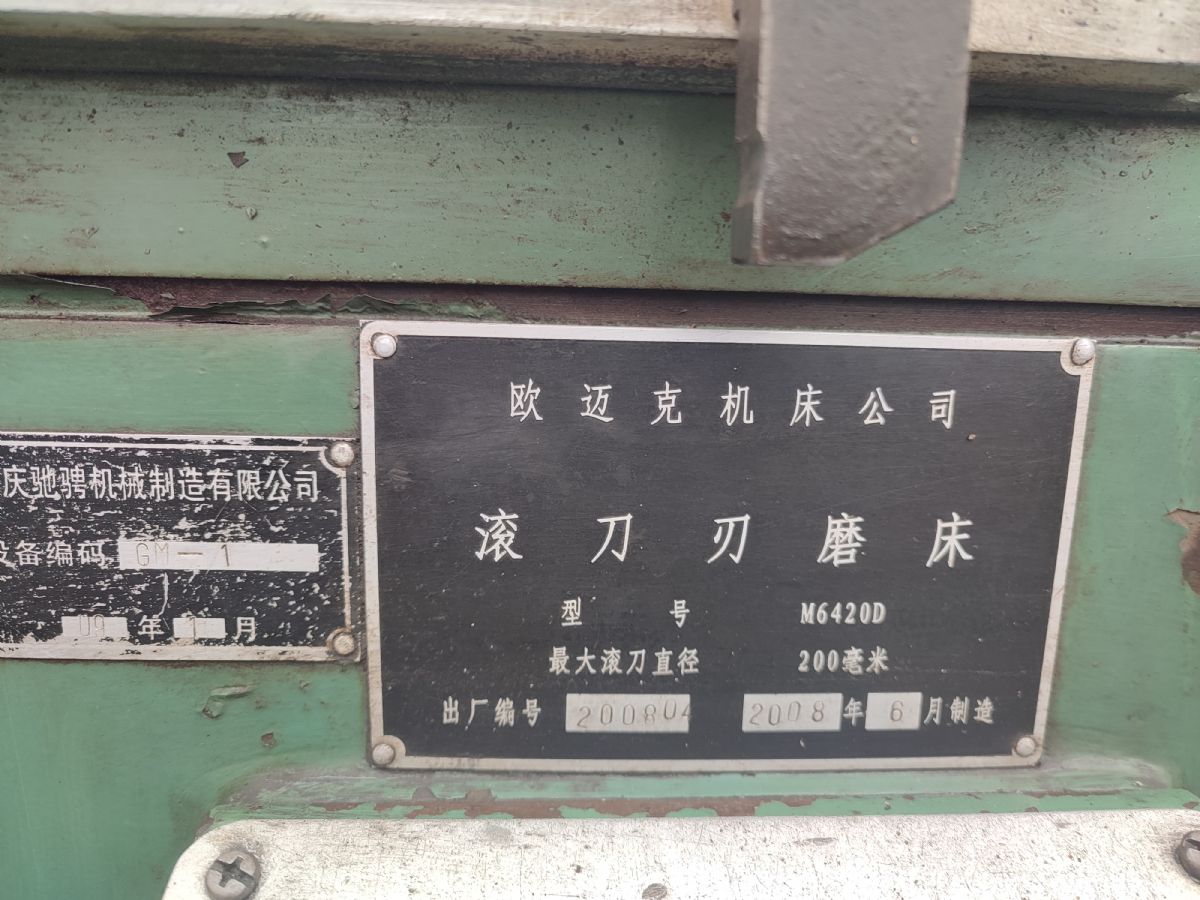 欧迈克机床公司
滚刀刃磨床
型号 M6420D
最大滚刀直径 200毫米
出厂编号 200804 2008年6月制造
庆驰骋机械制造有限公司
设备编码 GM-1
09年 月